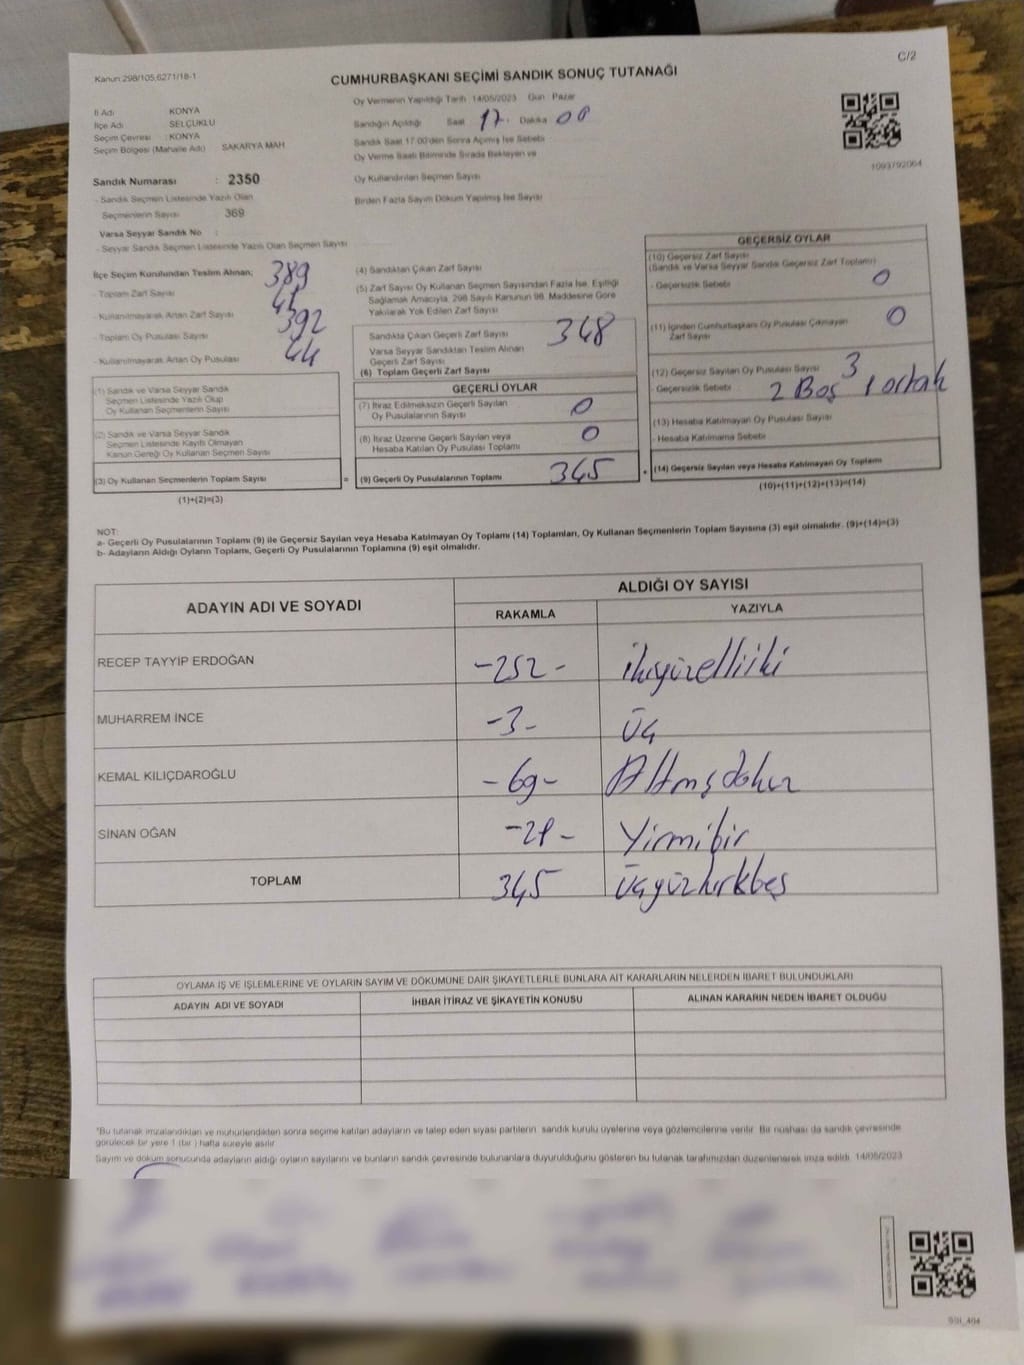 C/2
Kanun 298/105,6271/18-1
CUMHURBAŞKANI SEÇİMİ SANDIK SONUÇ TUTANAĞI
İl Adı KONYA
İlçe Adı SELÇUKLU
Seçim Çevresi : KONYA
Seçim Bölgesi (Mahalle Adı) SAKARYA MAH
Sandık Numarası : 2350
- Sandık Seçmen Listesinde Yazılı Olan
Seçmenlerin Sayısı 369
Varsa Seyyar Sandık No :
- Seyyar Sandık Seçmen Listesinde Yazılı Olan Seçmen Sayısı
Oy Vermenin Yapıldığı Tarih 14/05/2023 Gün : Pazar
Sandığın Açıldığı Saat 17 Dakika 00
Sandık Saat 17.00'den Sonra Açılmış İse Sebebi
Oy Verme Saati Bitiminde Sırada Bekleyen ve
Oy Kullandırılan Seçmen Sayısı
Birden Fazla Sayım Döküm Yapılmış İse Sayısı
1093792064
İlçe Seçim Kurulundan Teslim Alınan;
- Toplam Zarf Sayısı 389
- Kullanılmayarak Artan Zarf Sayısı
- Toplam Oy Pusulası Sayısı 392
- Kullanılmayarak Artan Oy Pusulası 44
(4) Sandıktan Çıkan Zarf Sayısı
(5) Zarf Sayısı Oy Kullanan Seçmen Sayısından Fazla İse, Eşitliği
Sağlamak Amacıyla, 298 Sayılı Kanunun 98. Maddesine Göre
Yakılarak Yok Edilen Zarf Sayısı
Sandıkta Çıkan Geçerli Zarf Sayısı 348
Varsa Seyyar Sandıktan Teslim Alınan
Geçerli Zarf Sayısı
(6) Toplam Geçerli Zarf Sayısı
GEÇERSİZ OYLAR
(10) Geçersiz Zarf Sayısı
(Sandık ve Varsa Seyyar Sandık Geçersiz Zarf Toplamı)
- Geçersizlik Sebebi 0
(11) İçinden Cumhurbaşkanı Oy Pusulası Çıkmayan
Zarf Sayısı 0
(12) Geçersiz Sayılan Oy Pusulası Sayısı 3
- Geçersizlik Sebebi 2 Boş 1 ortak
(13) Hesaba Katılmayan Oy Pusulası Sayısı
- Hesaba Katılmama Sebebi
(14) Geçersiz Sayılan veya Hesaba Katılmayan Oy Toplamı
(10)+(11)+(12)+(13)=(14)
(1) Sandık ve Varsa Seyyar Sandık
Seçmen Listesinde Yazılı Olup
Oy Kullanan Seçmenlerin Sayısı
(2) Sandık ve Varsa Seyyar Sandık
Seçmen Listesinde Kayıtlı Olmayan
Kanun Gereği Oy Kullanan Seçmen Sayısı
(3) Oy Kullanan Seçmenlerin Toplam Sayısı =
(1)+(2)=(3)
GEÇERLİ OYLAR
(7) İtiraz Edilmeksizin Geçerli Sayılan
Oy Pusulalarının Sayısı 0
(8) İtiraz Üzerine Geçerli Sayılan veya
Hesaba Katılan Oy Pusulası Toplamı 0
(9) Geçerli Oy Pusulalarının Toplamı 345 +
NOT:
a- Geçerli Oy Pusulalarının Toplamı (9) ile Geçersiz Sayılan veya Hesaba Katılmayan Oy Toplamı (14) Toplamları, Oy Kullanan Seçmenlerin Toplam Sayısına (3) eşit olmalıdır. (9)+(14)=(3)
b- Adayların Aldığı Oyların Toplamı, Geçerli Oy Pusulalarının Toplamına (9) eşit olmalıdır.
ADAYIN ADI VE SOYADI ALDIĞI OY SAYISI
RAKAMLA YAZIYLA
RECEP TAYYİP ERDOĞAN -252- ikiyüzelliiki
MUHARREM İNCE -3- Üç
KEMAL KILIÇDAROĞLU -69- Altmışdokuz
SİNAN OĞAN -21- Yirmibir
TOPLAM 345 Üçyüzkırkbeş
OYLAMA İŞ VE İŞLEMLERİNE VE OYLARIN SAYIM VE DÖKÜMÜNE DAİR ŞİKAYETLERLE BUNLARA AİT KARARLARIN NELERDEN İBARET BULUNDUKLARI
ADAYIN ADI VE SOYADI İHBAR İTİRAZ VE ŞİKAYETİN KONUSU ALINAN KARARIN NEDEN İBARET OLDUĞU
*Bu tutanak imzalandıktan ve mühürlendikten sonra seçime katılan adayların ve talep eden siyasi partilerin sandık kurulu üyelerine veya gözlemcilerine verilir. Bir nüshası da sandık çevresinde
görülecek bir yere 1 (bir ) hafta süreyle asılır
Sayım ve döküm sonucunda adayların aldığı oyların sayılarını ve bunların sandık çevresinde bulunanlara duyurulduğunu gösteren bu tutanak tarafımızdan düzenlenerek imza edildi. 14/05/2023